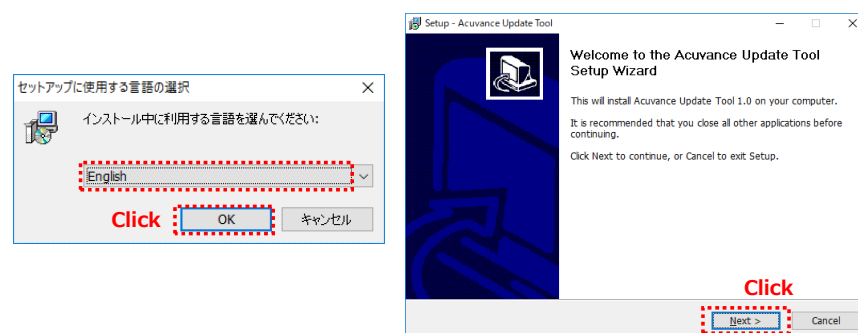 セットアップに使用する言語の選択
インストール中に利用する言語を選んでください:
English
Click
OK
キャンセル
Setup - Acuvance Update Tool
Welcome to the Acuvance Update Tool
Setup Wizard
This will install Acuvance Update Tool 1.0 on your computer.
It is recommended that you close all other applications before
continuing.
Click Next to continue, or Cancel to exit Setup.
Click
Next >
Cancel